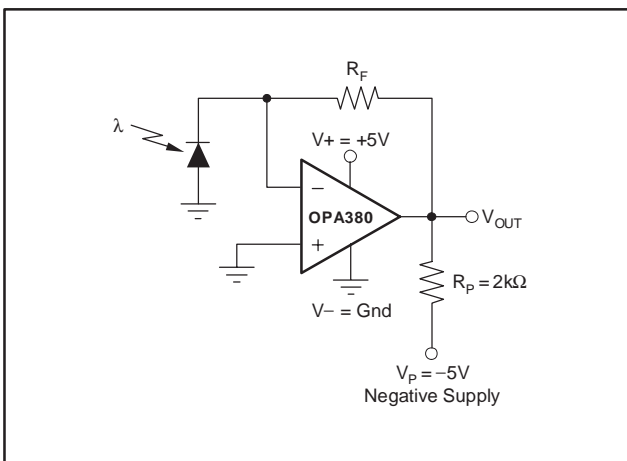 R_F
λ
V+ = +5V
−
OPA380
+
V_OUT
R_P = 2kΩ
V− = Gnd
V_P = −5V
Negative Supply